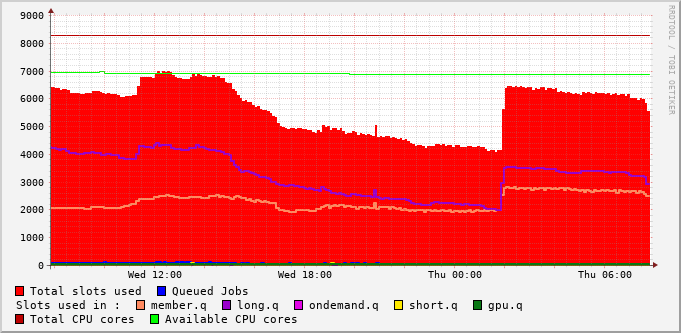 9000
8000
7000
6000
5000
4000
3000
2000
1000
0
Wed 12:00 Wed 18:00 Thu 00:00 Thu 06:00
Total slots used Queued Jobs
Slots used in : member.q long.q ondemand.q short.q gpu.q
Total CPU cores Available CPU cores
RRDTOOL / TOBI OETIKER